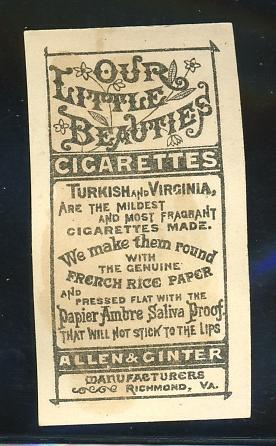 OUR
LITTLE
BEAUTIES
CIGARETTES
TURKISH AND VIRGINIA,
ARE THE MILDEST
AND MOST FRAGRANT
CIGARETTES MADE.
We make them round
WITH
THE GENUINE
FRENCH RICE PAPER
AND
PRESSED FLAT WITH THE
Papier Ambre Saliva Proof
THAT WILL NOT STICK TO THE LIPS
ALLEN & GINTER
MANUFACTURERS
RICHMOND, VA.